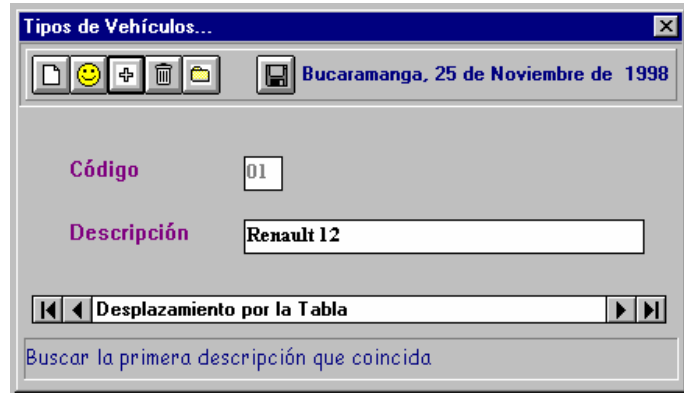 Tipos de Vehículos...
Bucaramanga, 25 de Noviembre de 1998
Código 01
Descripción Renault 12
Desplazamiento por la Tabla
Buscar la primera descripción que coincida